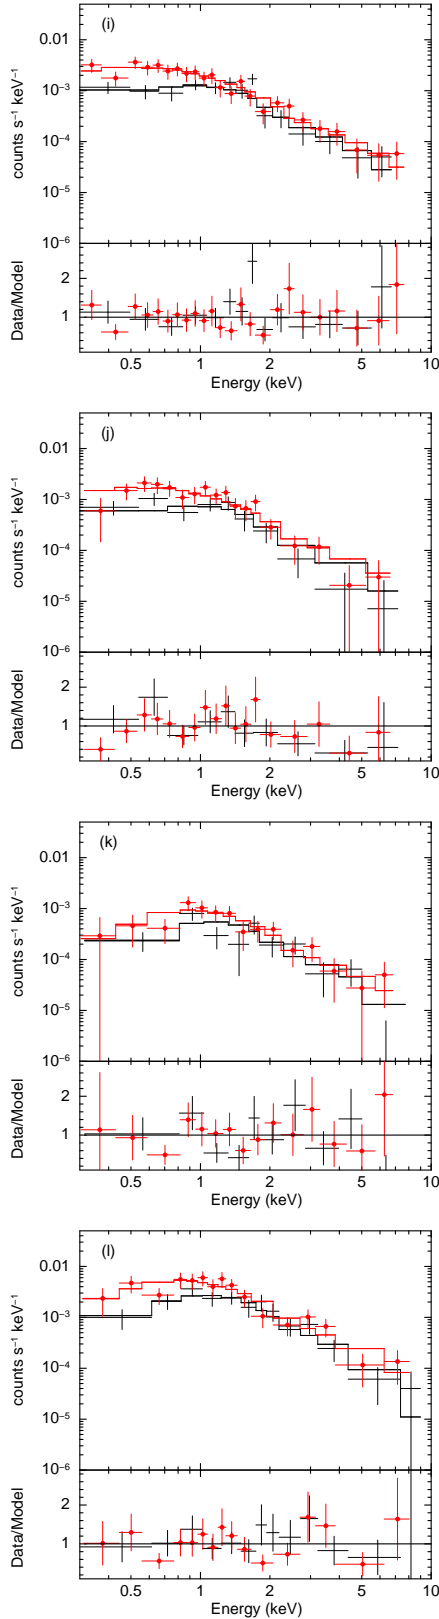 (i)
0.01
10⁻³
10⁻⁴
10⁻⁵
10⁻⁶
counts s⁻¹ keV⁻¹
2
1
Data/Model
0.5 1 2 5 10
Energy (keV)
(j)
0.01
10⁻³
10⁻⁴
10⁻⁵
10⁻⁶
counts s⁻¹ keV⁻¹
2
1
Data/Model
0.5 1 2 5 10
Energy (keV)
(k)
0.01
10⁻³
10⁻⁴
10⁻⁵
10⁻⁶
counts s⁻¹ keV⁻¹
2
1
Data/Model
0.5 1 2 5 10
Energy (keV)
(l)
0.01
10⁻³
10⁻⁴
10⁻⁵
10⁻⁶
counts s⁻¹ keV⁻¹
2
1
Data/Model
0.5 1 2 5 10
Energy (keV)